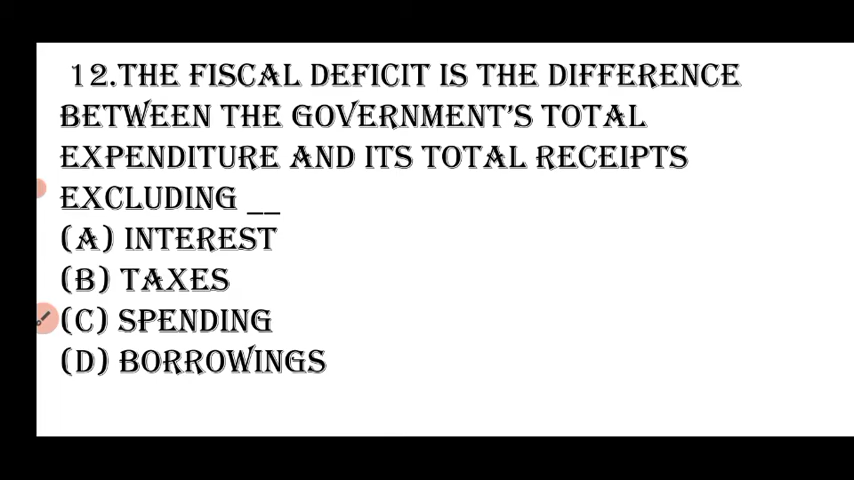 12.THE FISCAL DEFICIT IS THE DIFFERENCE
BETWEEN THE GOVERNMENT'S TOTAL
EXPENDITURE AND ITS TOTAL RECEIPTS
EXCLUDING __
(A) INTEREST
(B) TAXES
(C) SPENDING
(D) BORROWINGS